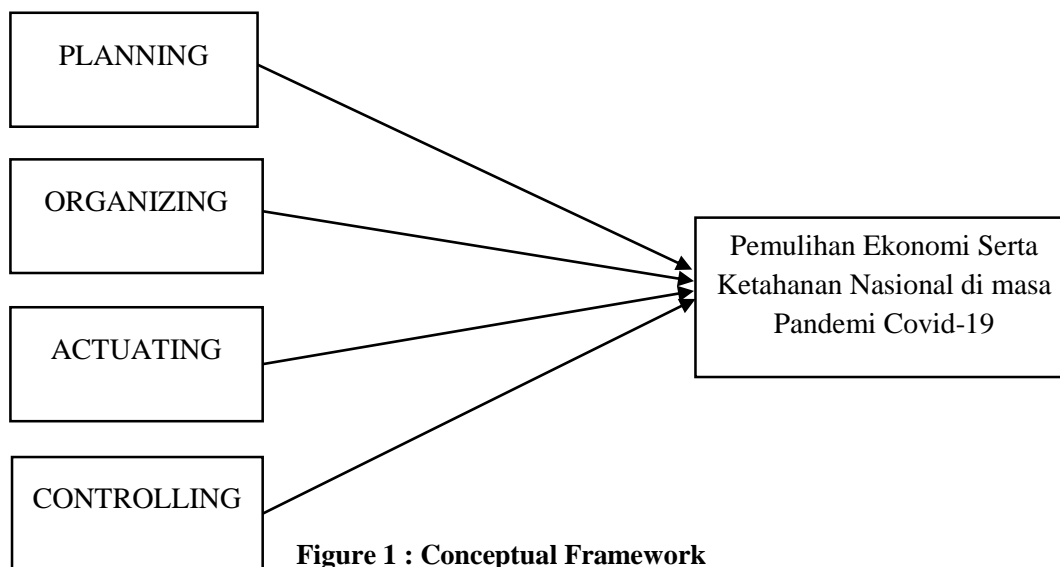 PLANNING
ORGANIZING
ACTUATING
CONTROLLING
Pemulihan Ekonomi Serta
Ketahanan Nasional di masa
Pandemi Covid-19
Figure 1 : Conceptual Framework